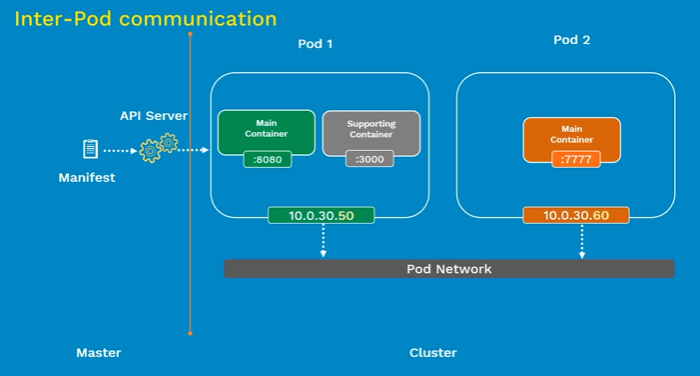 Inter-Pod communication
Pod 1
Pod 2
API Server
Manifest
Main
Container
:8080
Supporting
Container
:3000
Main
Container
:7777
10.0.30.50
10.0.30.60
Pod Network
Master
Cluster